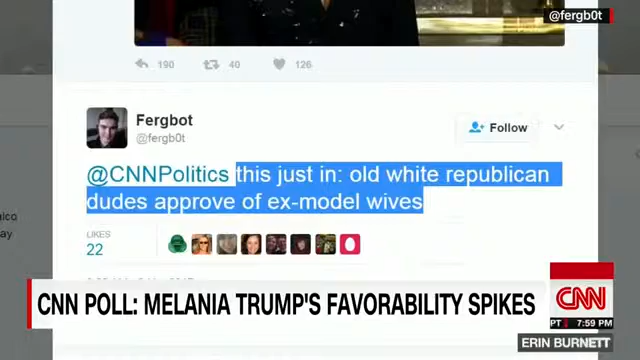 @fergb0t
190
40
126
Fergbot
@fergb0t
Follow
@CNNPolitics this just in: old white republican
dudes approve of ex-model wives
ay
LIKES
22
CNN POLL: MELANIA TRUMP'S FAVORABILITY SPIKES
CNN
PT 7:59 PM
ERIN BURNETT